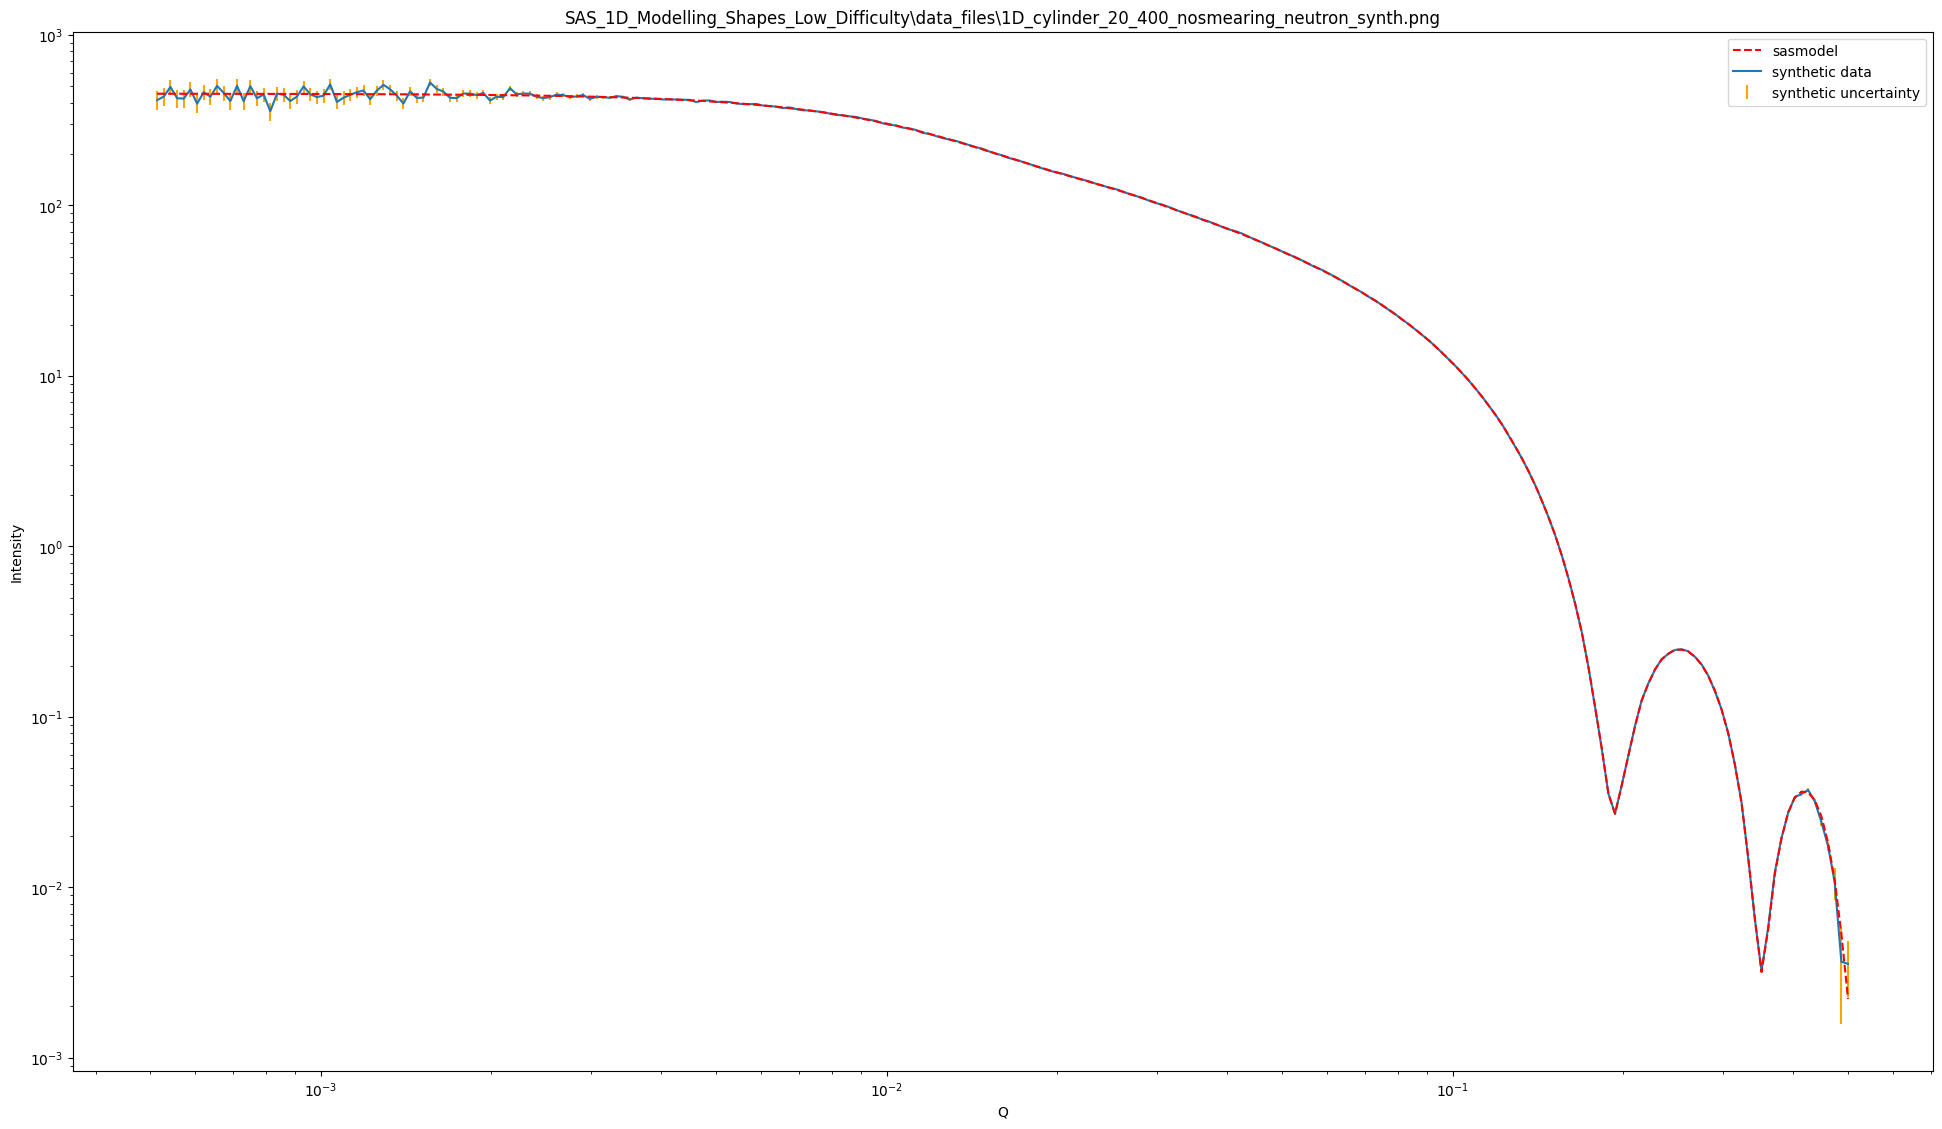 SAS_1D_Modelling_Shapes_Low_Difficulty\data_files\1D_cylinder_20_400_nosmearing_neutron_synth.png
sasmodel
synthetic data
synthetic uncertainty
10³
10²
10¹
10⁰
10⁻¹
10⁻²
10⁻³
Intensity
10⁻³
10⁻²
10⁻¹
Q